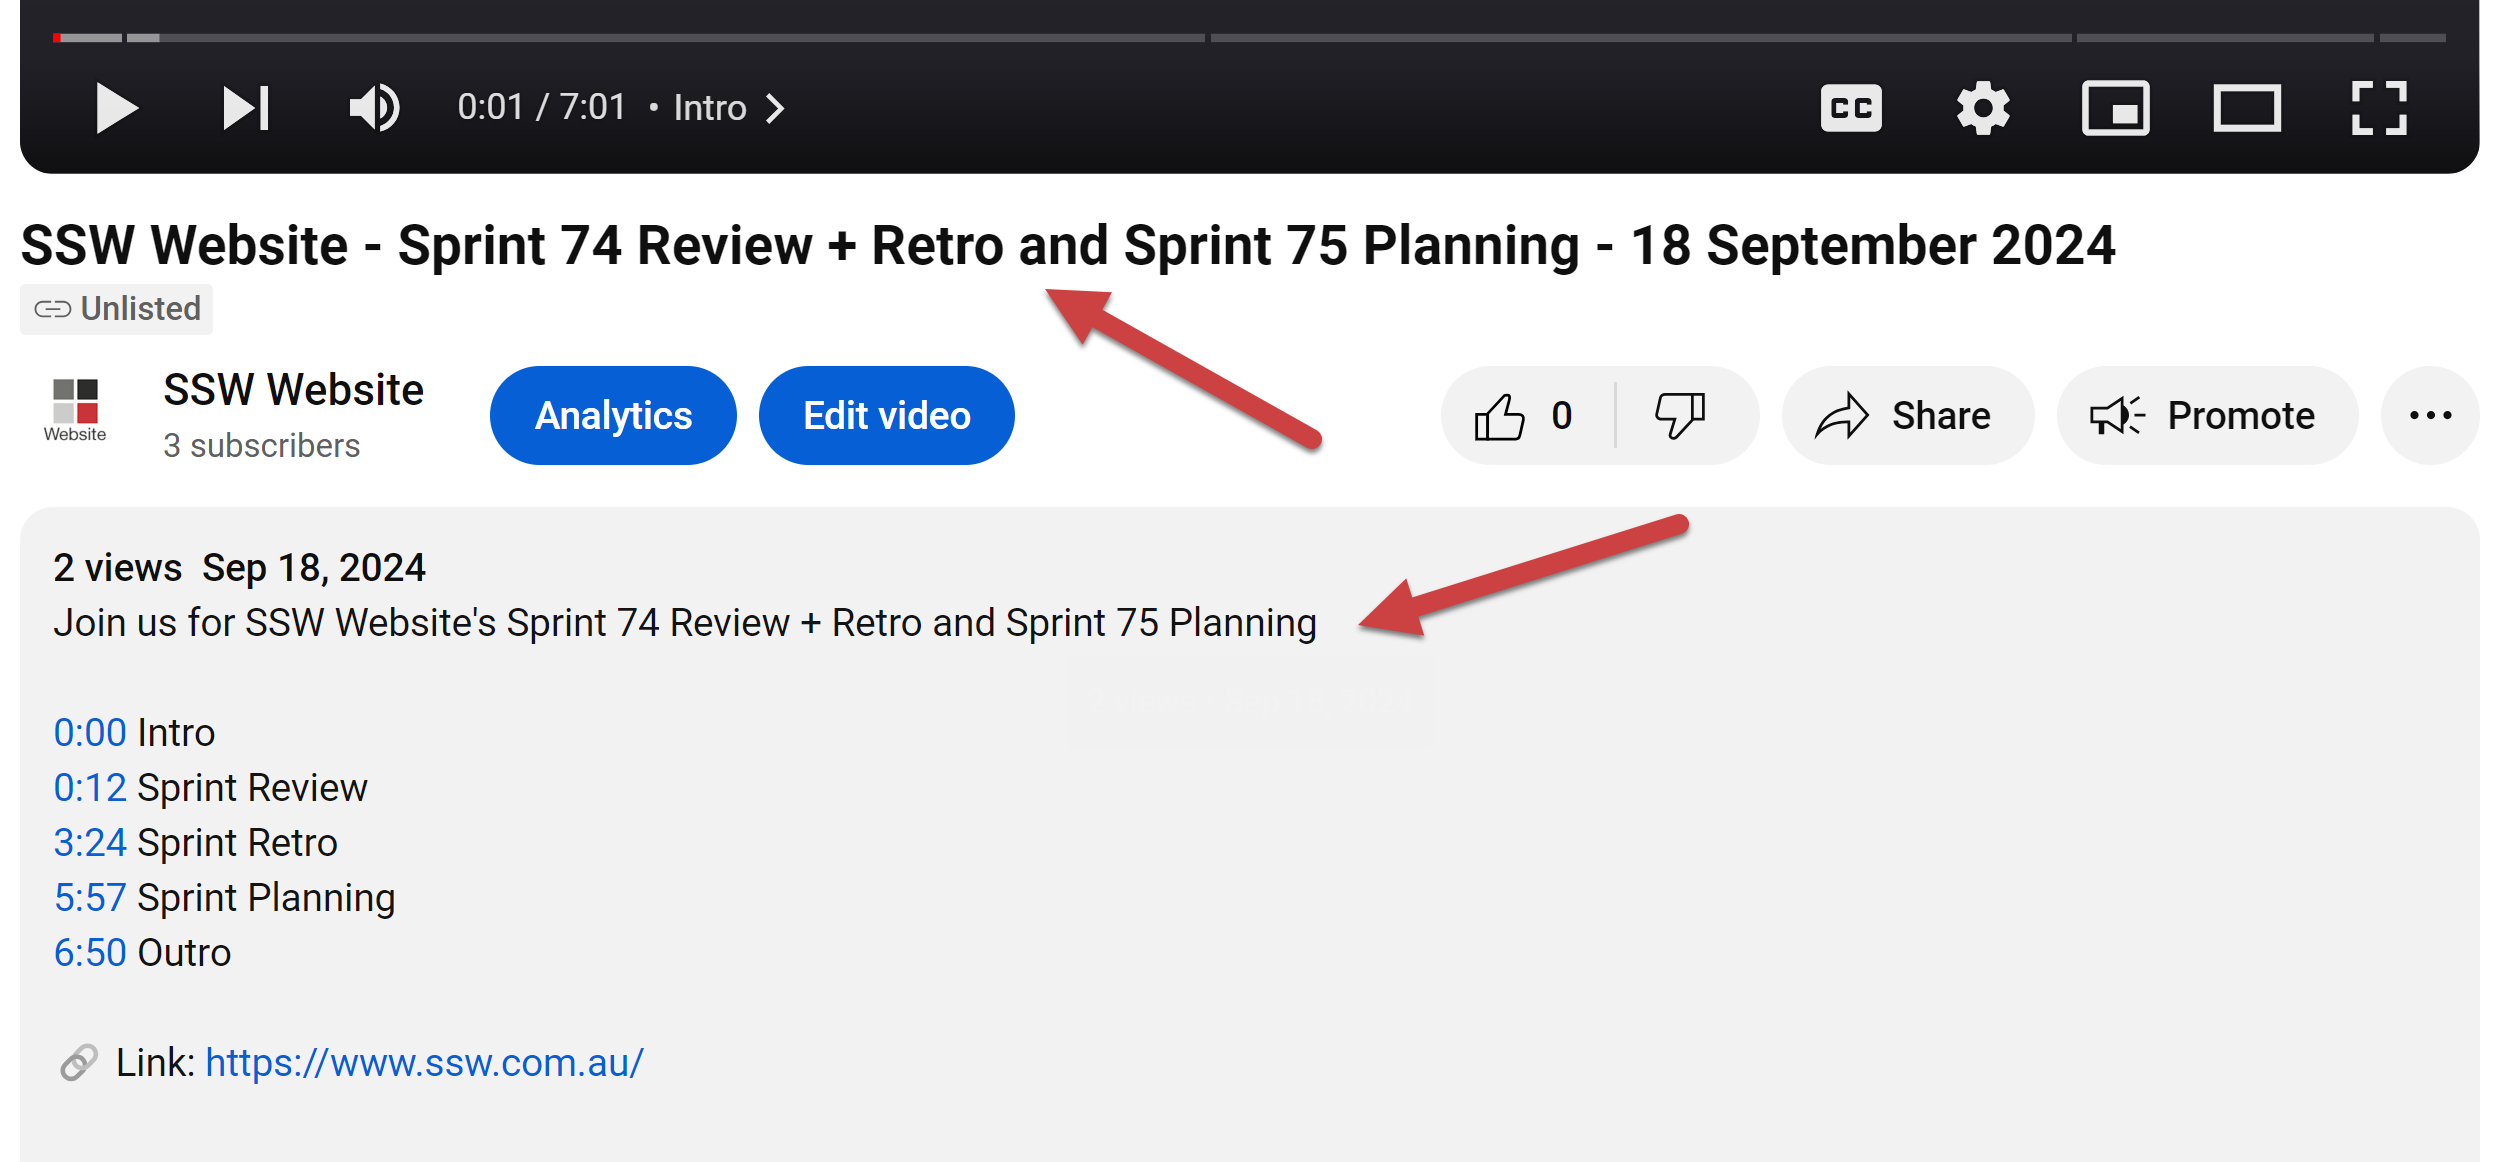 0:01 / 7:01 • Intro
CC
SSW Website - Sprint 74 Review + Retro and Sprint 75 Planning - 18 September 2024
Unlisted
Website
SSW Website
3 subscribers
Analytics
Edit video
0
Share
Promote
2 views Sep 18, 2024
Join us for SSW Website's Sprint 74 Review + Retro and Sprint 75 Planning
0:00 Intro
0:12 Sprint Review
3:24 Sprint Retro
5:57 Sprint Planning
6:50 Outro
Link: https://www.ssw.com.au/